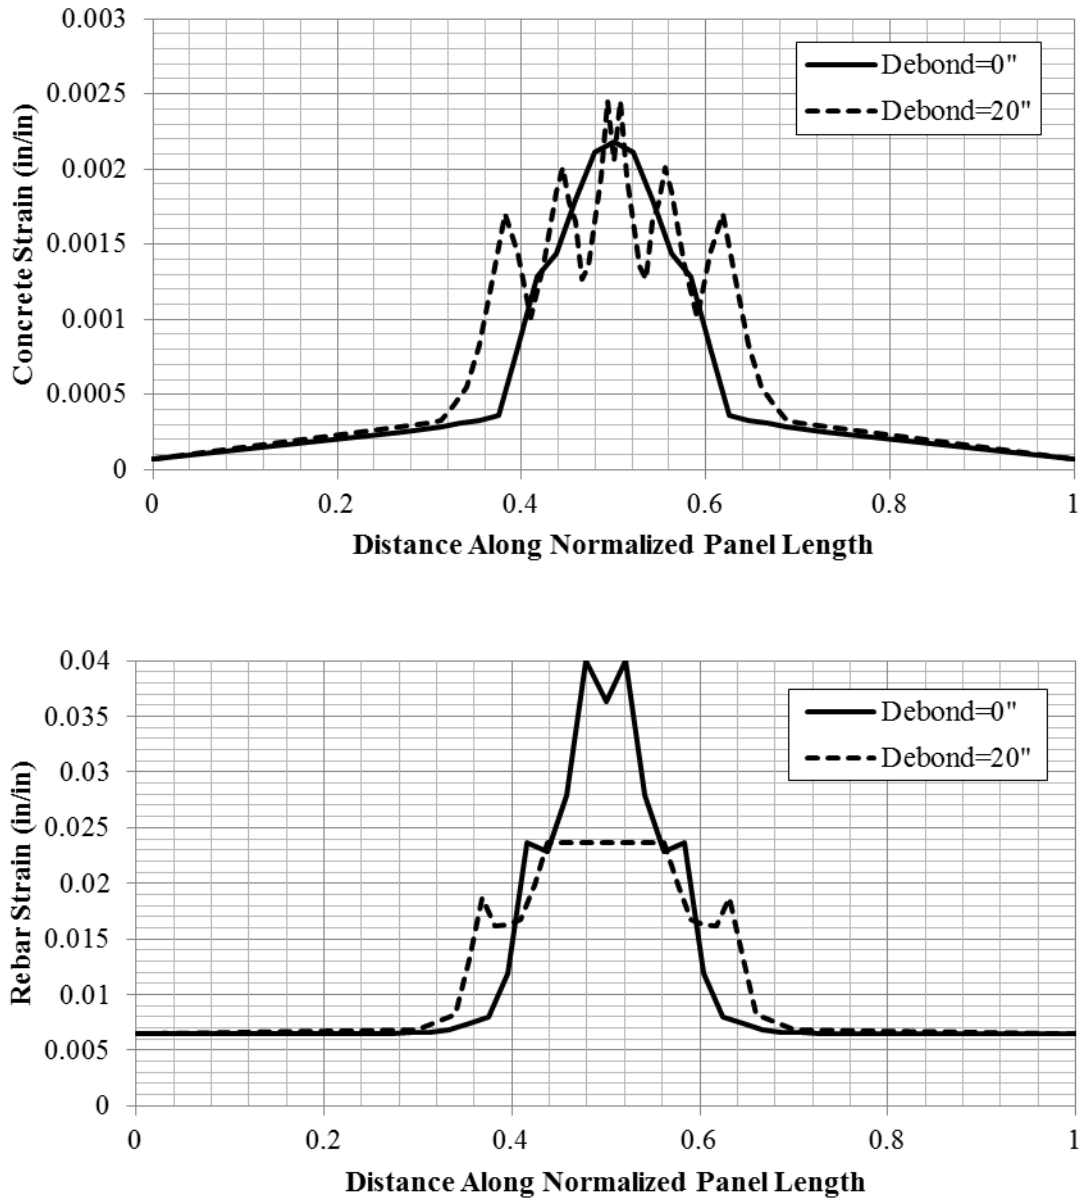 0.003
0.0025
0.002
0.0015
0.001
0.0005
0
Concrete Strain (in/in)
Debond=0"
Debond=20"
0 0.2 0.4 0.6 0.8 1
Distance Along Normalized Panel Length
0.04
0.035
0.03
0.025
0.02
0.015
0.01
0.005
0
Rebar Strain (in/in)
Debond=0"
Debond=20"
0 0.2 0.4 0.6 0.8 1
Distance Along Normalized Panel Length